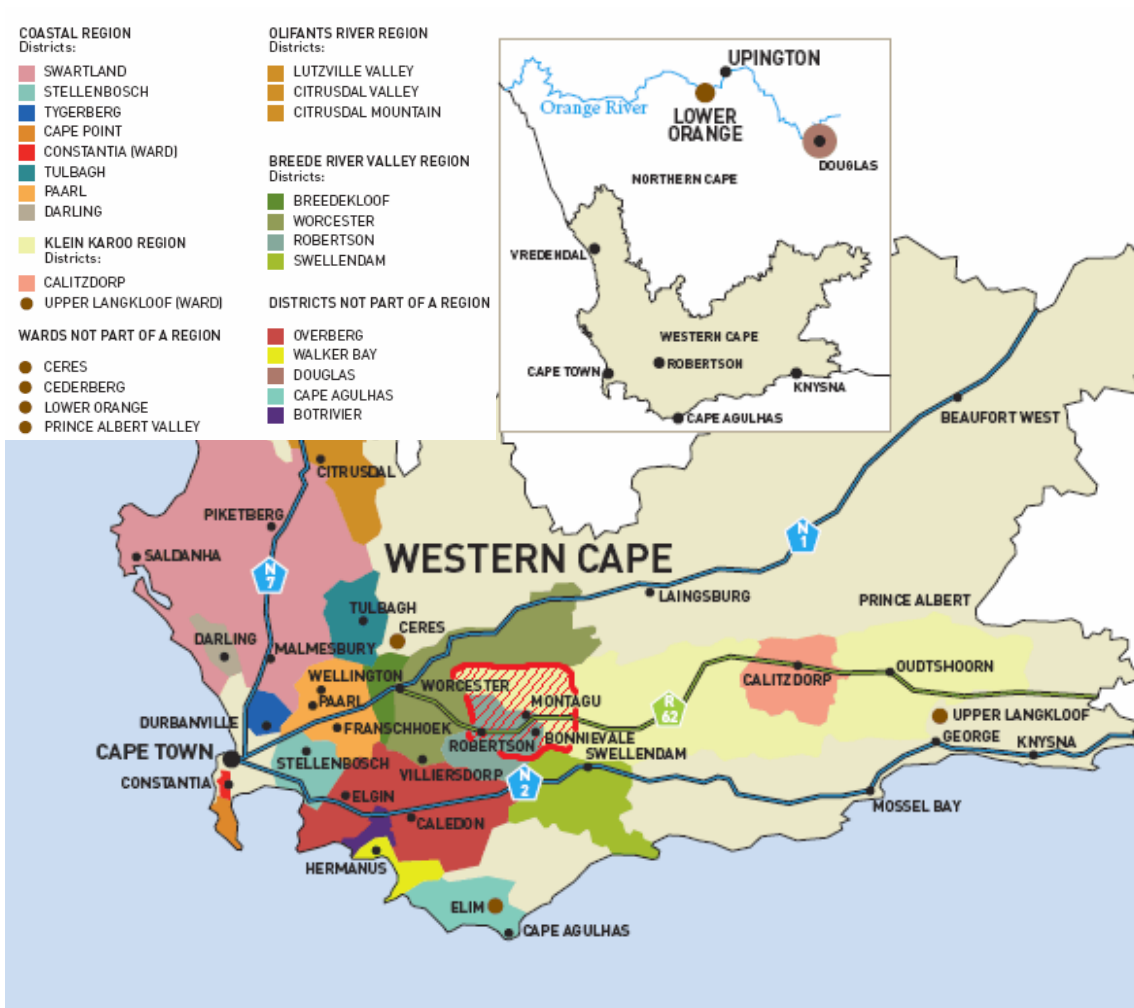 COASTAL REGION
Districts:
SWARTLAND
STELLENBOSCH
TYGERBERG
CAPE POINT
CONSTANTIA (WARD)
TULBAGH
PAARL
DARLING
KLEIN KAROO REGION
Districts:
CALITZDORP
UPPER LANGKLOOF (WARD)
WARDS NOT PART OF A REGION
CERES
CEDERBERG
LOWER ORANGE
PRINCE ALBERT VALLEY
OLIFANTS RIVER REGION
Districts:
LUTZVILLE VALLEY
CITRUSDAL VALLEY
CITRUSDAL MOUNTAIN
BREEDE RIVER VALLEY REGION
Districts:
BREEDEKLOOF
WORCESTER
ROBERTSON
SWELLENDAM
DISTRICTS NOT PART OF A REGION
OVERBERG
WALKER BAY
DOUGLAS
CAPE AGULHAS
BOTRIVIER
UPINGTON
Orange River
LOWER
ORANGE
DOUGLAS
NORTHERN CAPE
VREDENDAL
WESTERN CAPE
ROBERTSON
CAPE TOWN
KNYSNA
CAPE AGULHAS
BEAUFORT WEST
CITRUSDAL
PIKETBERG
SALDANHA
WESTERN CAPE
N
1
N
7
LAINGSBURG
PRINCE ALBERT
TULBAGH
CERES
DARLING
MALMESBURY
WELLINGTON
WORCESTER
CALITZDORP
OUDTSHOORN
PAARL
MONTAGU
R
62
DURBANVILLE
FRANSCHHOEK
UPPER LANGKLOOF
CAPE TOWN
ROBERTSON
BONNIEVALE
GEORGE
KNYSNA
STELLENBOSCH
VILLIERSDORP
SWELLENDAM
CONSTANTIA
N
2
ELGIN
MOSSEL BAY
CALEDON
HERMANUS
ELIM
CAPE AGULHAS